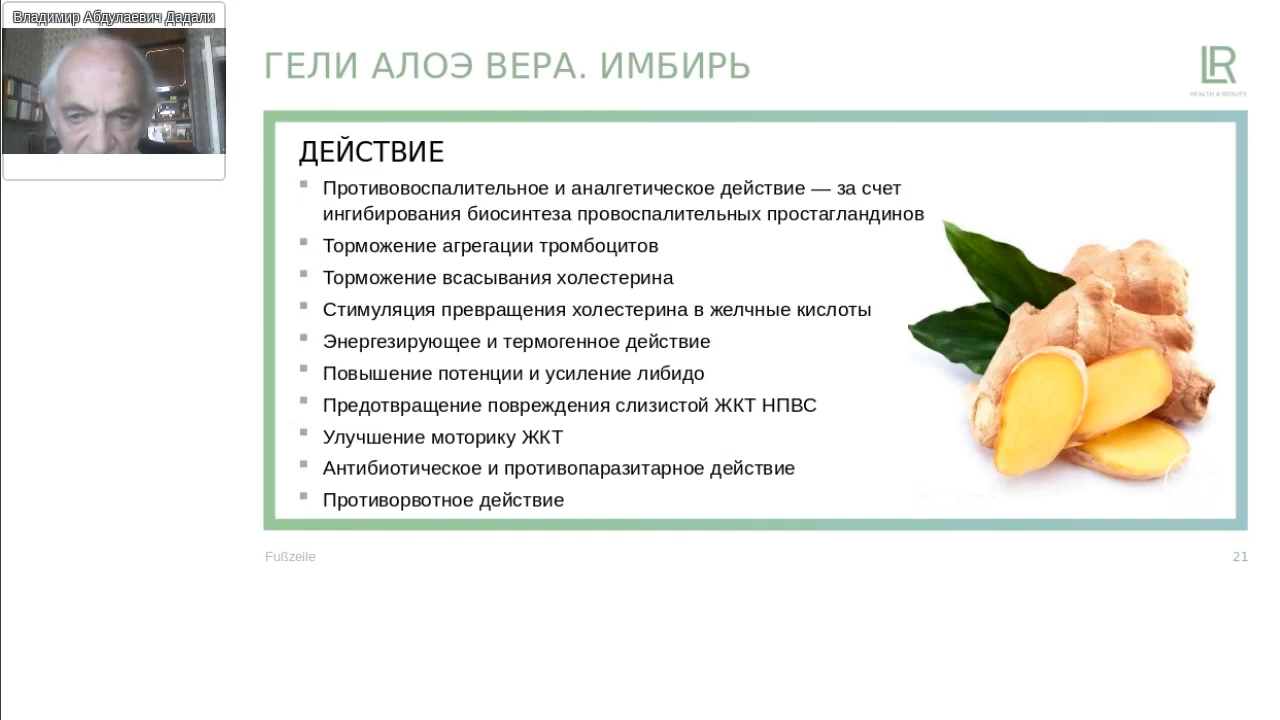 Владимир Абдулаевич Дадали
ГЕЛИ АЛОЭ ВЕРА. ИМБИРЬ
LR
HEALTH & BEAUTY
ДЕЙСТВИЕ
Противовоспалительное и аналгетическое действие — за счет
ингибирования биосинтеза провоспалительных простагландинов
Торможение агрегации тромбоцитов
Торможение всасывания холестерина
Стимуляция превращения холестерина в желчные кислоты
Энергезирующее и термогенное действие
Повышение потенции и усиление либидо
Предотвращение повреждения слизистой ЖКТ НПВС
Улучшение моторику ЖКТ
Антибиотическое и противопаразитарное действие
Противорвотное действие
Fußzeile
21